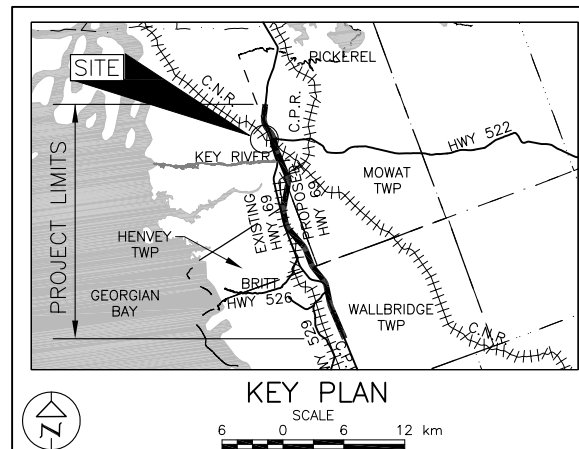 PICKEREL
SITE
C.N.R.
C.P.R.
HWY 522
KEY RIVER
MOWAT
TWP
PROJECT LIMITS
EXISTING
HWY 69
PROPOSED
HWY 69
HENVEY
TWP
BRITT
HWY 526
GEORGIAN
BAY
WALLBRIDGE
TWP
C.N.R.
529
KEY PLAN
SCALE
6 0 6 12 km
N